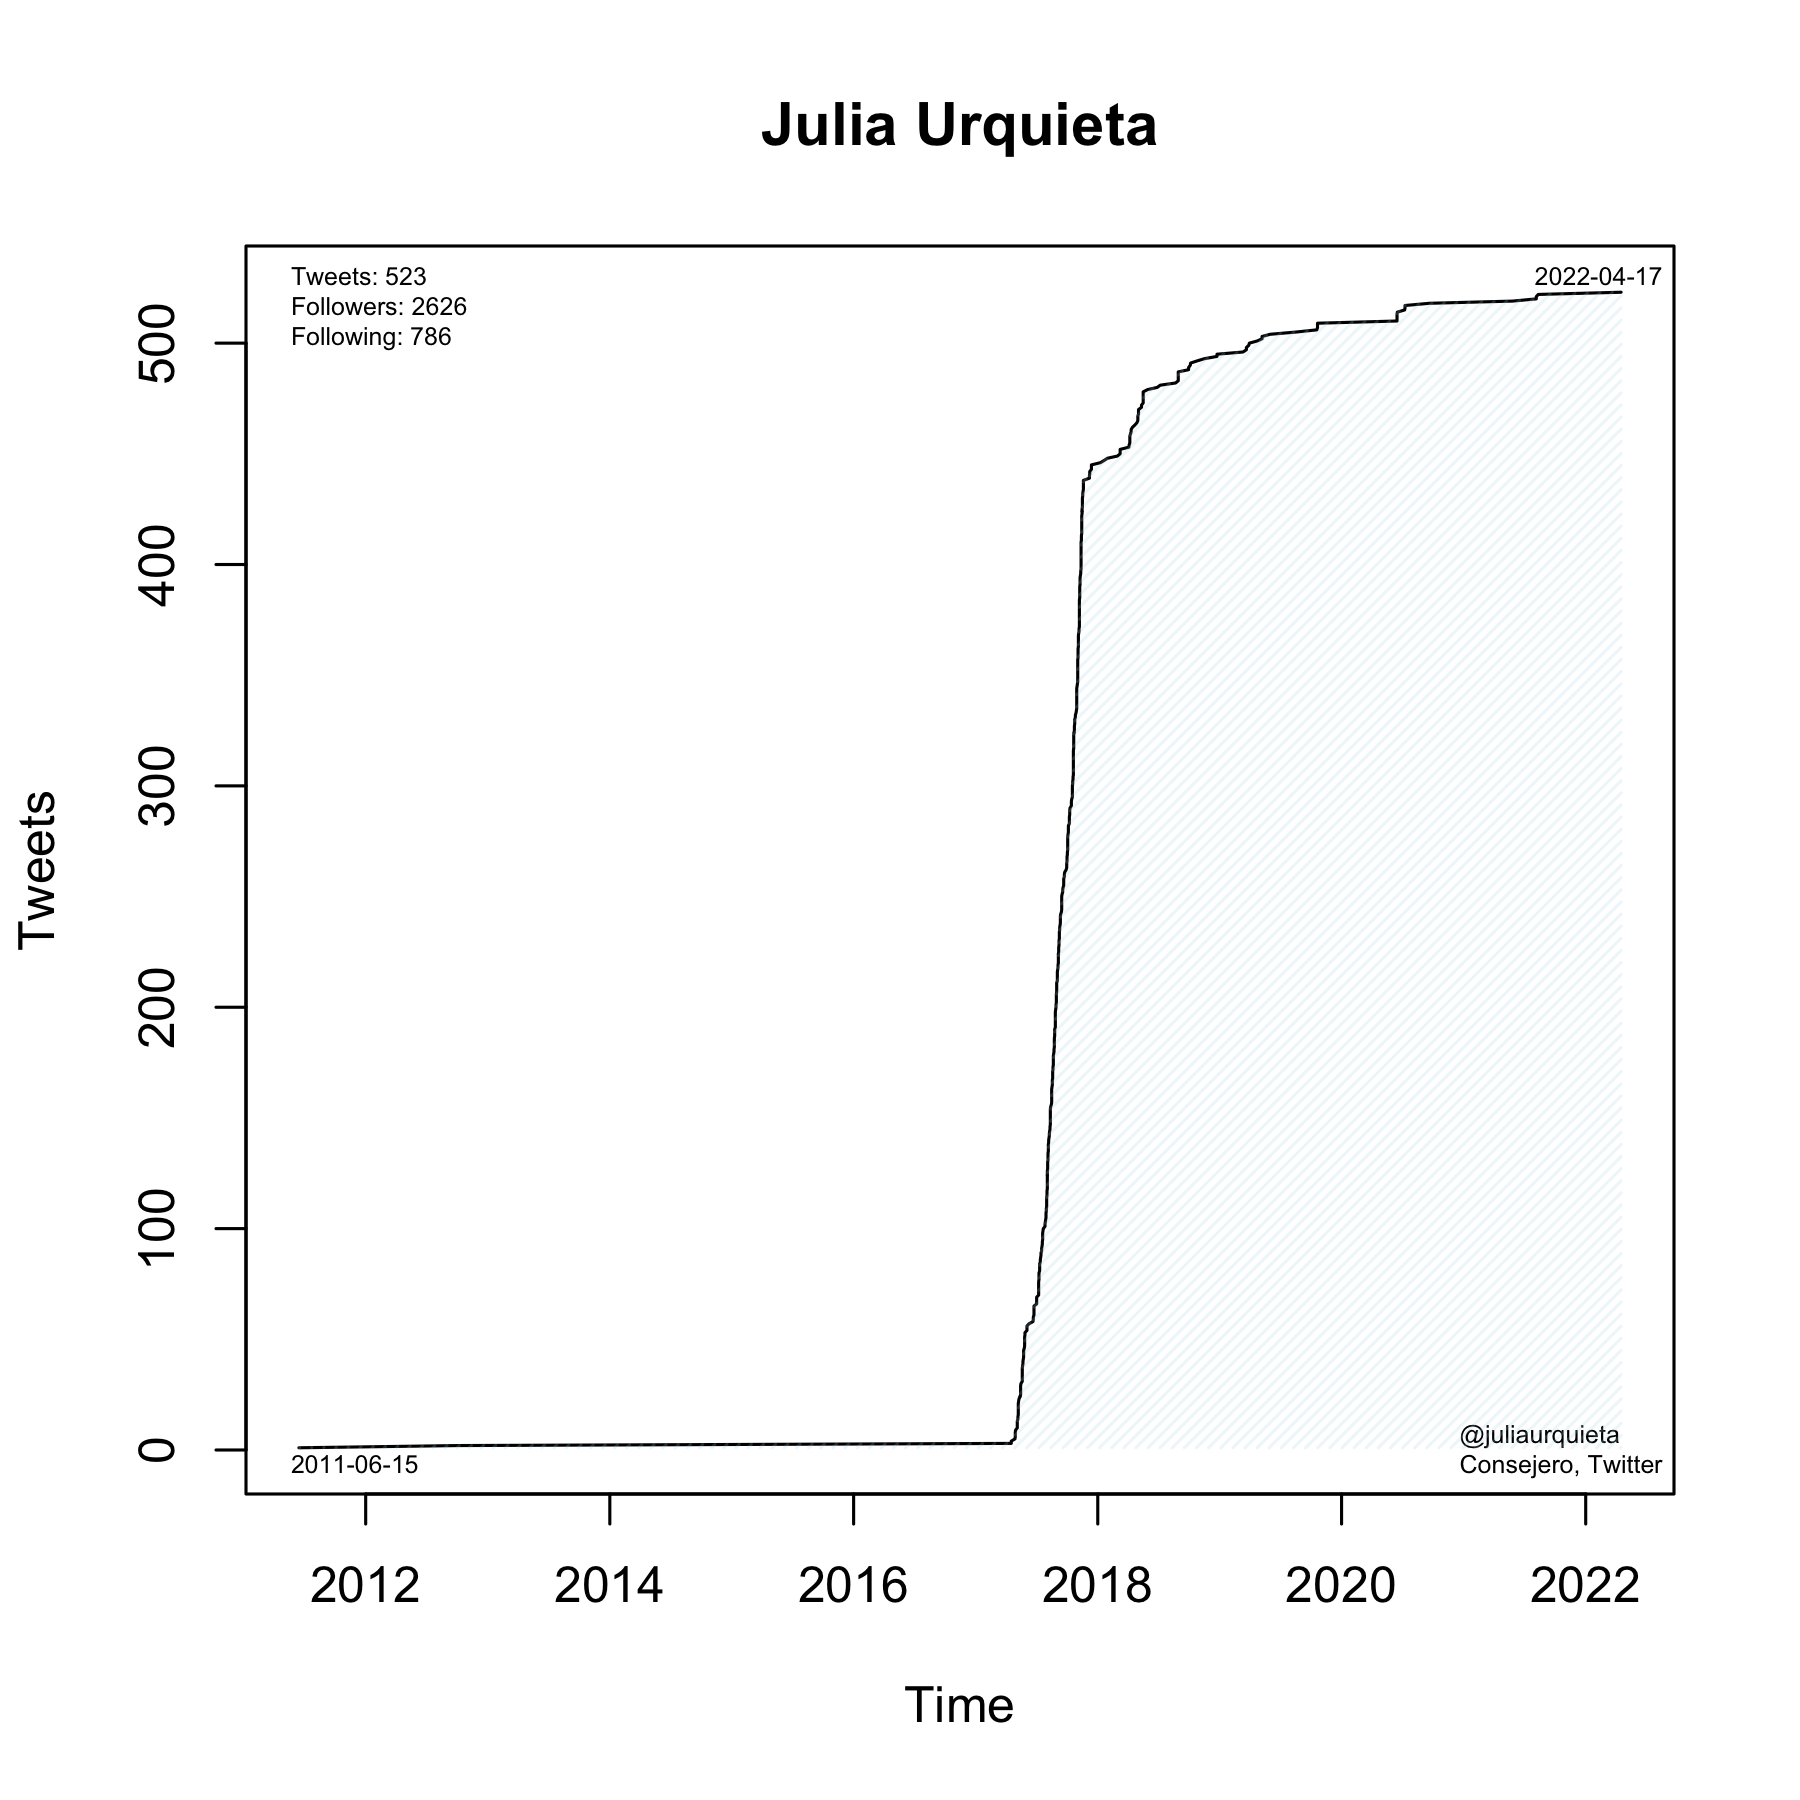 Julia Urquieta
Tweets: 523
Followers: 2626
Following: 786
2022-04-17
500
400
300
200
100
0
Tweets
2011-06-15
@juliaurquieta
Consejero, Twitter
2012 2014 2016 2018 2020 2022
Time